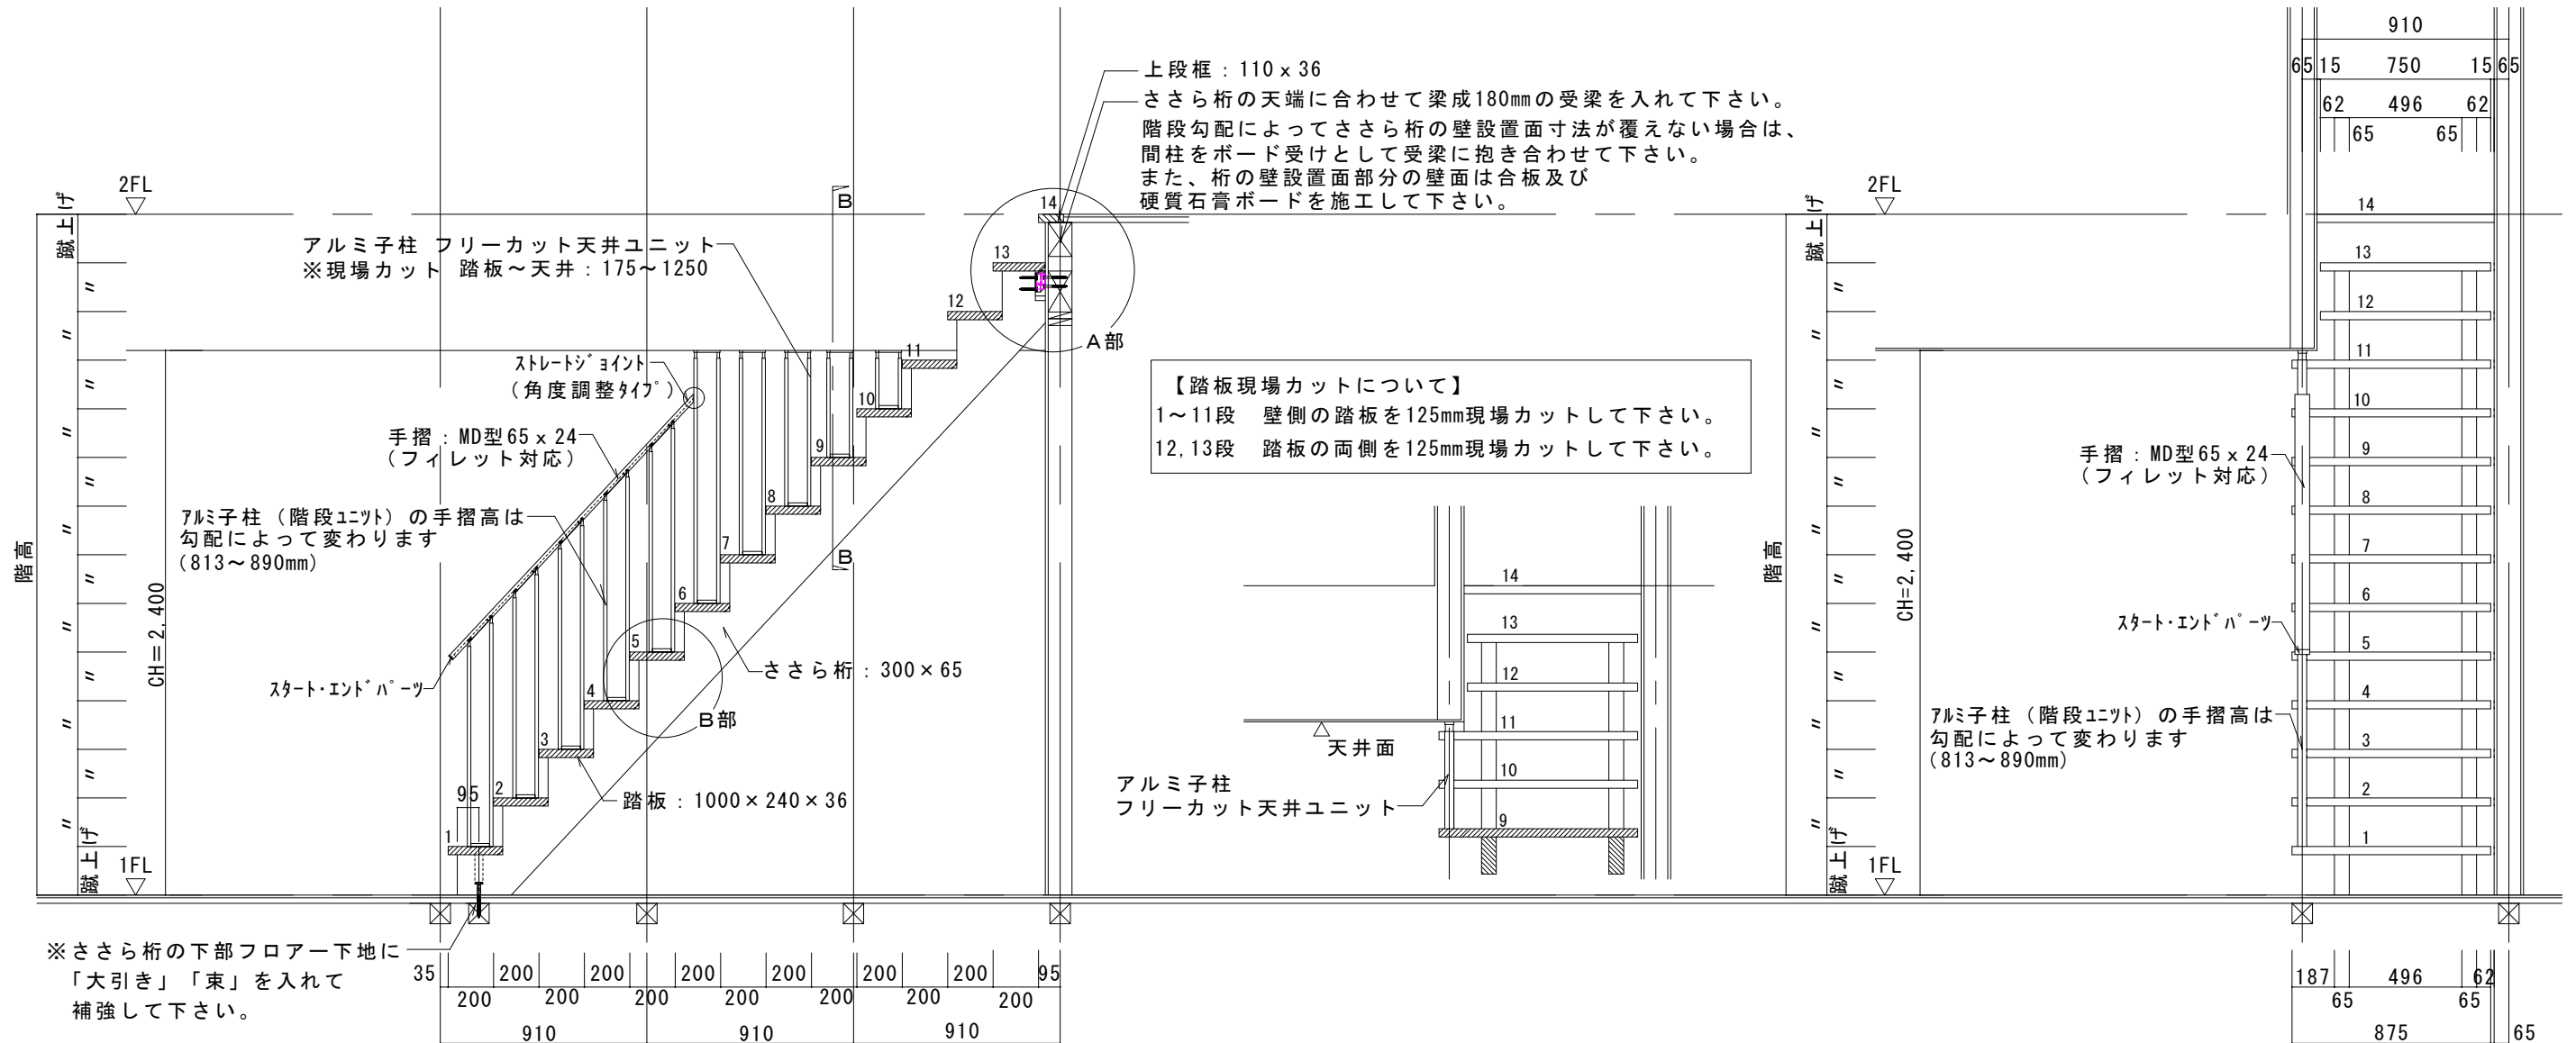 上段框：110×36
ささら桁の天端に合わせて梁成180㎜の受梁を入れて下さい。
階段勾配によってささら桁の壁設置面寸法が覆えない場合は、
間柱をボード受けとして受梁に抱き合わせて下さい。
また、桁の壁設置面部分の壁面は合板及び
硬質石膏ボードを施工して下さい。
2FL
蹴上げ
〃
〃
〃
〃
〃
〃
〃
〃
〃
〃
〃
〃
蹴上げ
階高
1FL
CH=2,400
アルミ子柱 フリーカット天井ユニット
※現場カット 踏板～天井：175～1250
ストレートジョイント
（角度調整タイプ）
手摺：MD型65×24
（フィレット対応）
アルミ子柱（階段ユニット）の手摺高は
勾配によって変わります
(813～890mm)
スタート・エンドパーツ
B
B
A部
B部
ささら桁：300×65
踏板：1000×240×36
95
1
2
3
4
5
6
7
8
9
10
11
12
13
14
※ささら桁の下部フロアー下地に
「大引き」「束」を入れて
補強して下さい。
35 200 200 200 200 200 200 95
200 200 200 200 200 200 200
910 910 910
【踏板現場カットについて】
1～11段 壁側の踏板を125mm現場カットして下さい。
12,13段 踏板の両側を125mm現場カットして下さい。
14
13
12
11
10
9
天井面
アルミ子柱
フリーカット天井ユニット
910
65 15 750 15 65
62 496 62
65 65
2FL
蹴上げ
〃
〃
〃
〃
〃
〃
〃
〃
〃
〃
〃
〃
蹴上げ
階高
1FL
CH=2,400
14
13
12
11
10
9
8
7
6
5
4
3
2
1
手摺：MD型65×24
（フィレット対応）
スタート・エンドパーツ
アルミ子柱（階段ユニット）の手摺高は
勾配によって変わります
(813～890mm)
187 496 62
65 65
875 65